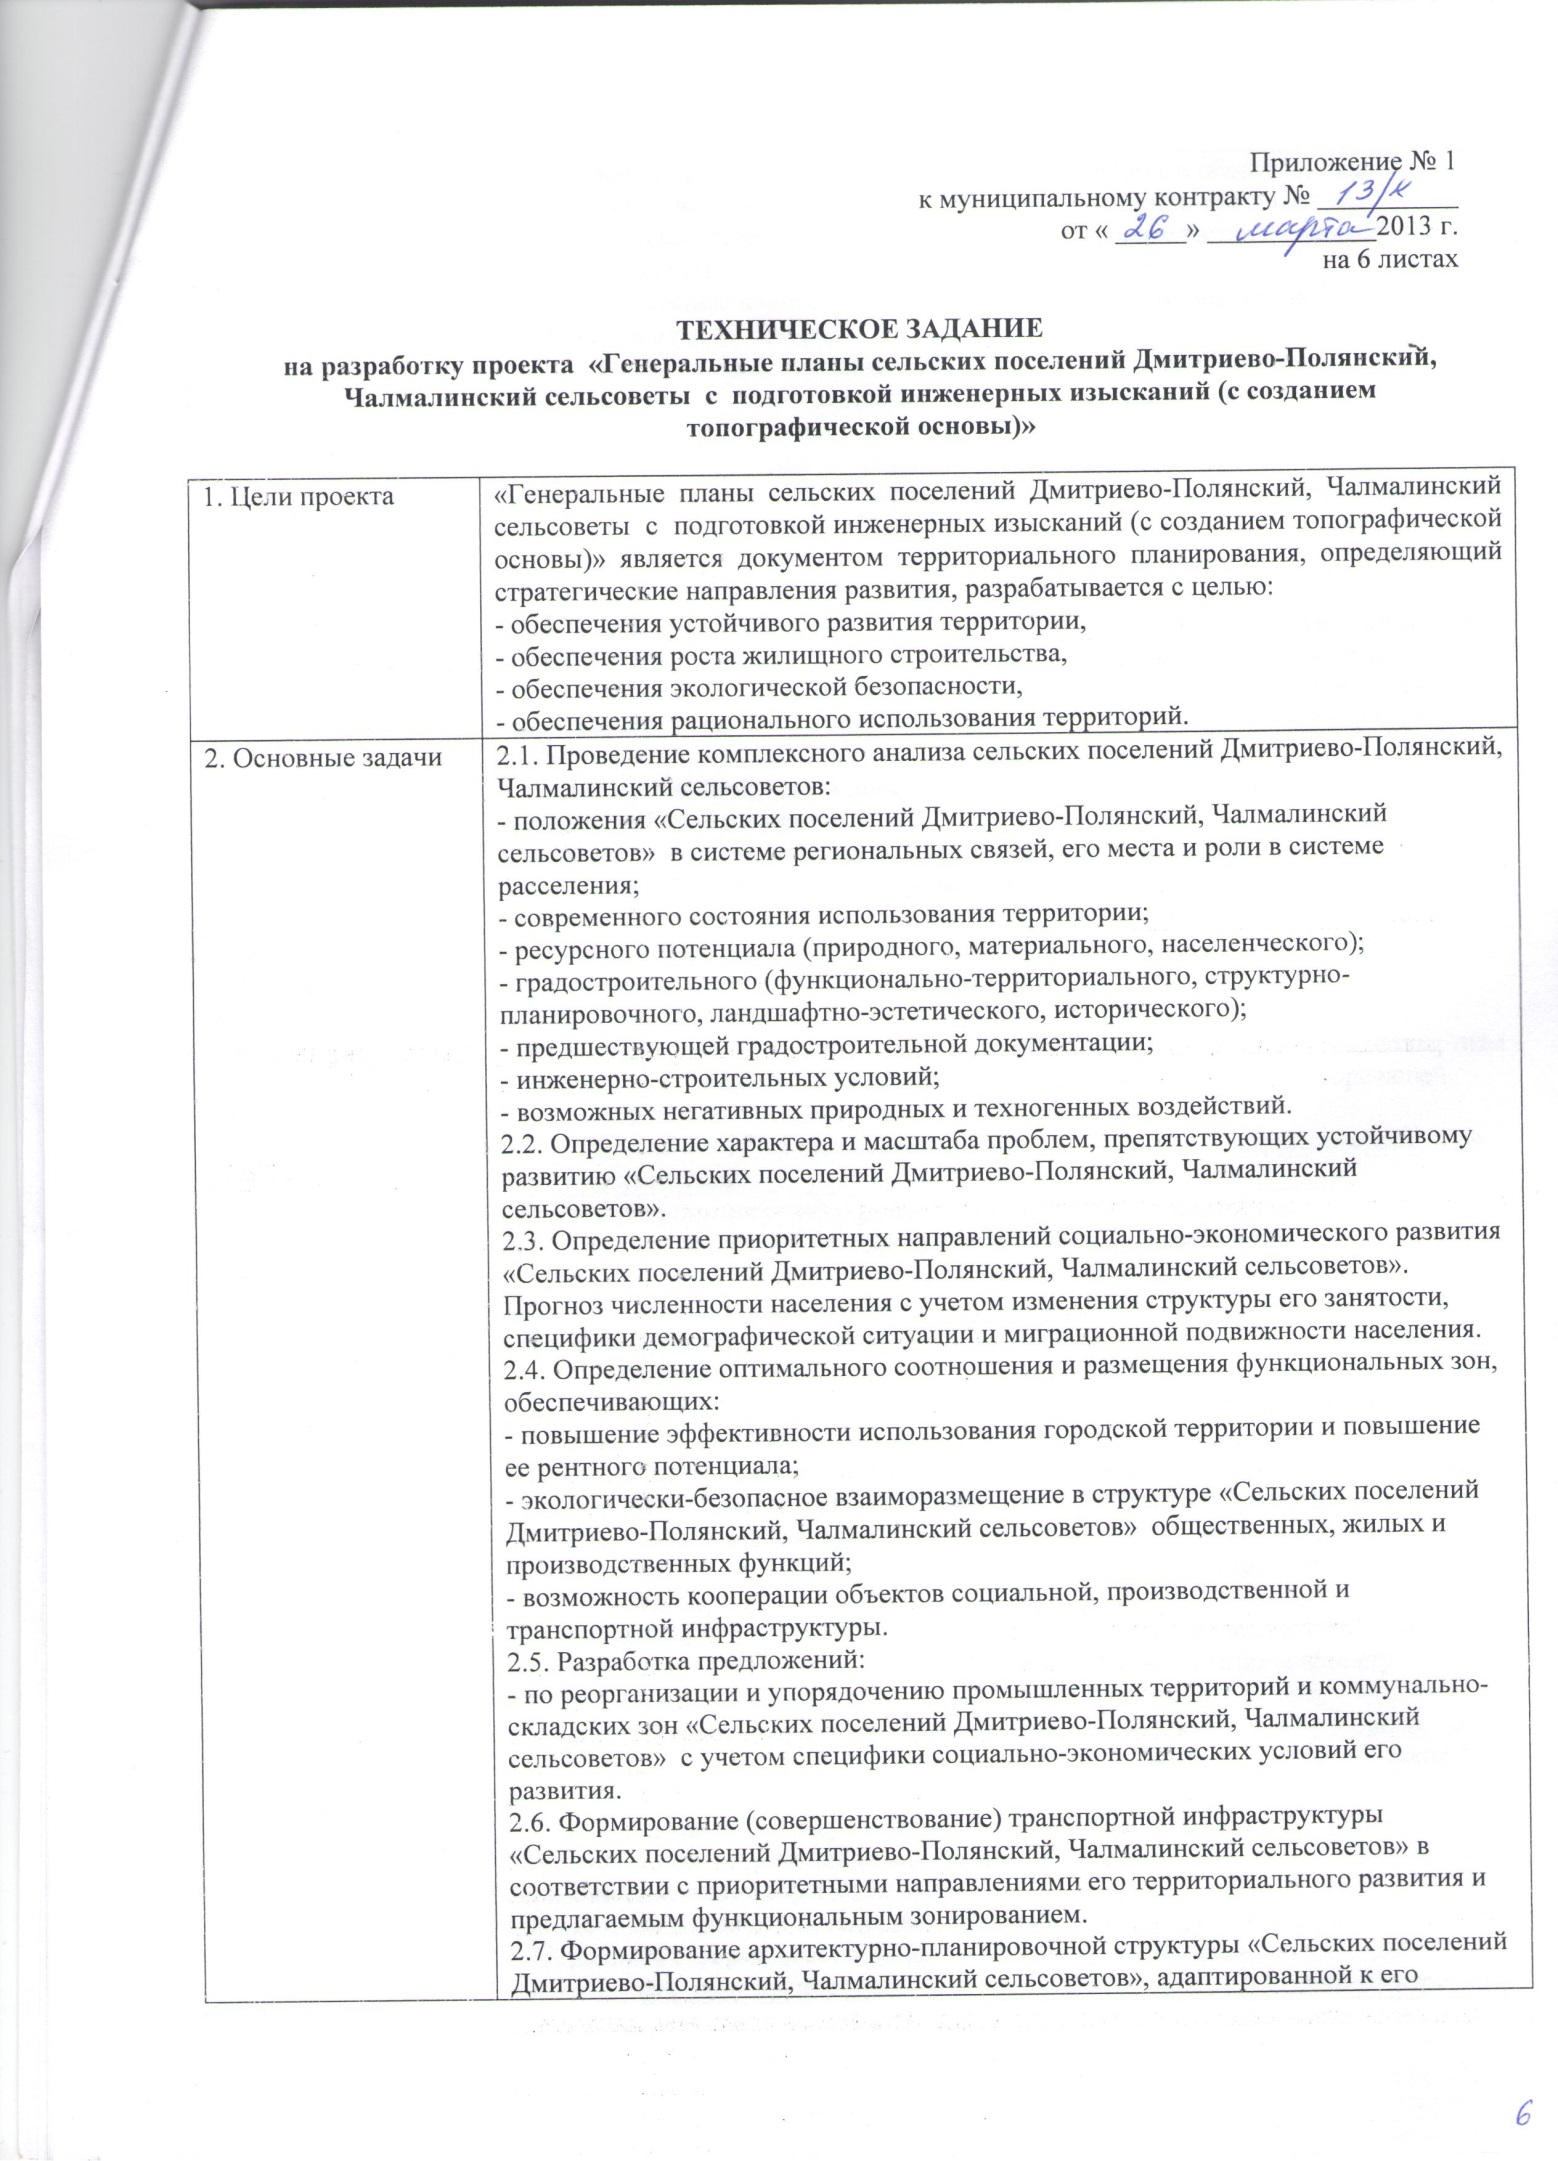 Приложение № 1
к муниципальному контракту № 13/к
от « 26 » марта 2013 г.
на 6 листах
ТЕХНИЧЕСКОЕ ЗАДАНИЕ
на разработку проекта «Генеральные планы сельских поселений Дмитриево-Полянский,
Чалмалинский сельсоветы с подготовкой инженерных изысканий (с созданием
топографической основы)»
1. Цели проекта
«Генеральные планы сельских поселений Дмитриево-Полянский, Чалмалинский
сельсоветы с подготовкой инженерных изысканий (с созданием топографической
основы)» является документом территориального планирования, определяющий
стратегические направления развития, разрабатывается с целью:
- обеспечения устойчивого развития территории,
- обеспечения роста жилищного строительства,
- обеспечения экологической безопасности,
- обеспечения рационального использования территорий.
2. Основные задачи
2.1. Проведение комплексного анализа сельских поселений Дмитриево-Полянский,
Чалмалинский сельсоветов:
- положения «Сельских поселений Дмитриево-Полянский, Чалмалинский
сельсоветов» в системе региональных связей, его места и роли в системе
расселения;
- современного состояния использования территории;
- ресурсного потенциала (природного, материального, населенческого);
- градостроительного (функционально-территориального, структурно-
планировочного, ландшафтно-эстетического, исторического);
- предшествующей градостроительной документации;
- инженерно-строительных условий;
- возможных негативных природных и техногенных воздействий.
2.2. Определение характера и масштаба проблем, препятствующих устойчивому
развитию «Сельских поселений Дмитриево-Полянский, Чалмалинский
сельсоветов».
2.3. Определение приоритетных направлений социально-экономического развития
«Сельских поселений Дмитриево-Полянский, Чалмалинский сельсоветов».
Прогноз численности населения с учетом изменения структуры его занятости,
специфики демографической ситуации и миграционной подвижности населения.
2.4. Определение оптимального соотношения и размещения функциональных зон,
обеспечивающих:
- повышение эффективности использования городской территории и повышение
ее рентного потенциала;
- экологически-безопасное взаиморазмещение в структуре «Сельских поселений
Дмитриево-Полянский, Чалмалинский сельсоветов» общественных, жилых и
производственных функций;
- возможность кооперации объектов социальной, производственной и
транспортной инфраструктуры.
2.5. Разработка предложений:
- по реорганизации и упорядочению промышленных территорий и коммунально-
складских зон «Сельских поселений Дмитриево-Полянский, Чалмалинский
сельсоветов» с учетом специфики социально-экономических условий его
развития.
2.6. Формирование (совершенствование) транспортной инфраструктуры
«Сельских поселений Дмитриево-Полянский, Чалмалинский сельсоветов» в
соответствии с приоритетными направлениями его территориального развития и
предлагаемым функциональным зонированием.
2.7. Формирование архитектурно-планировочной структуры «Сельских поселений
Дмитриево-Полянский, Чалмалинский сельсоветов», адаптированной к его
6